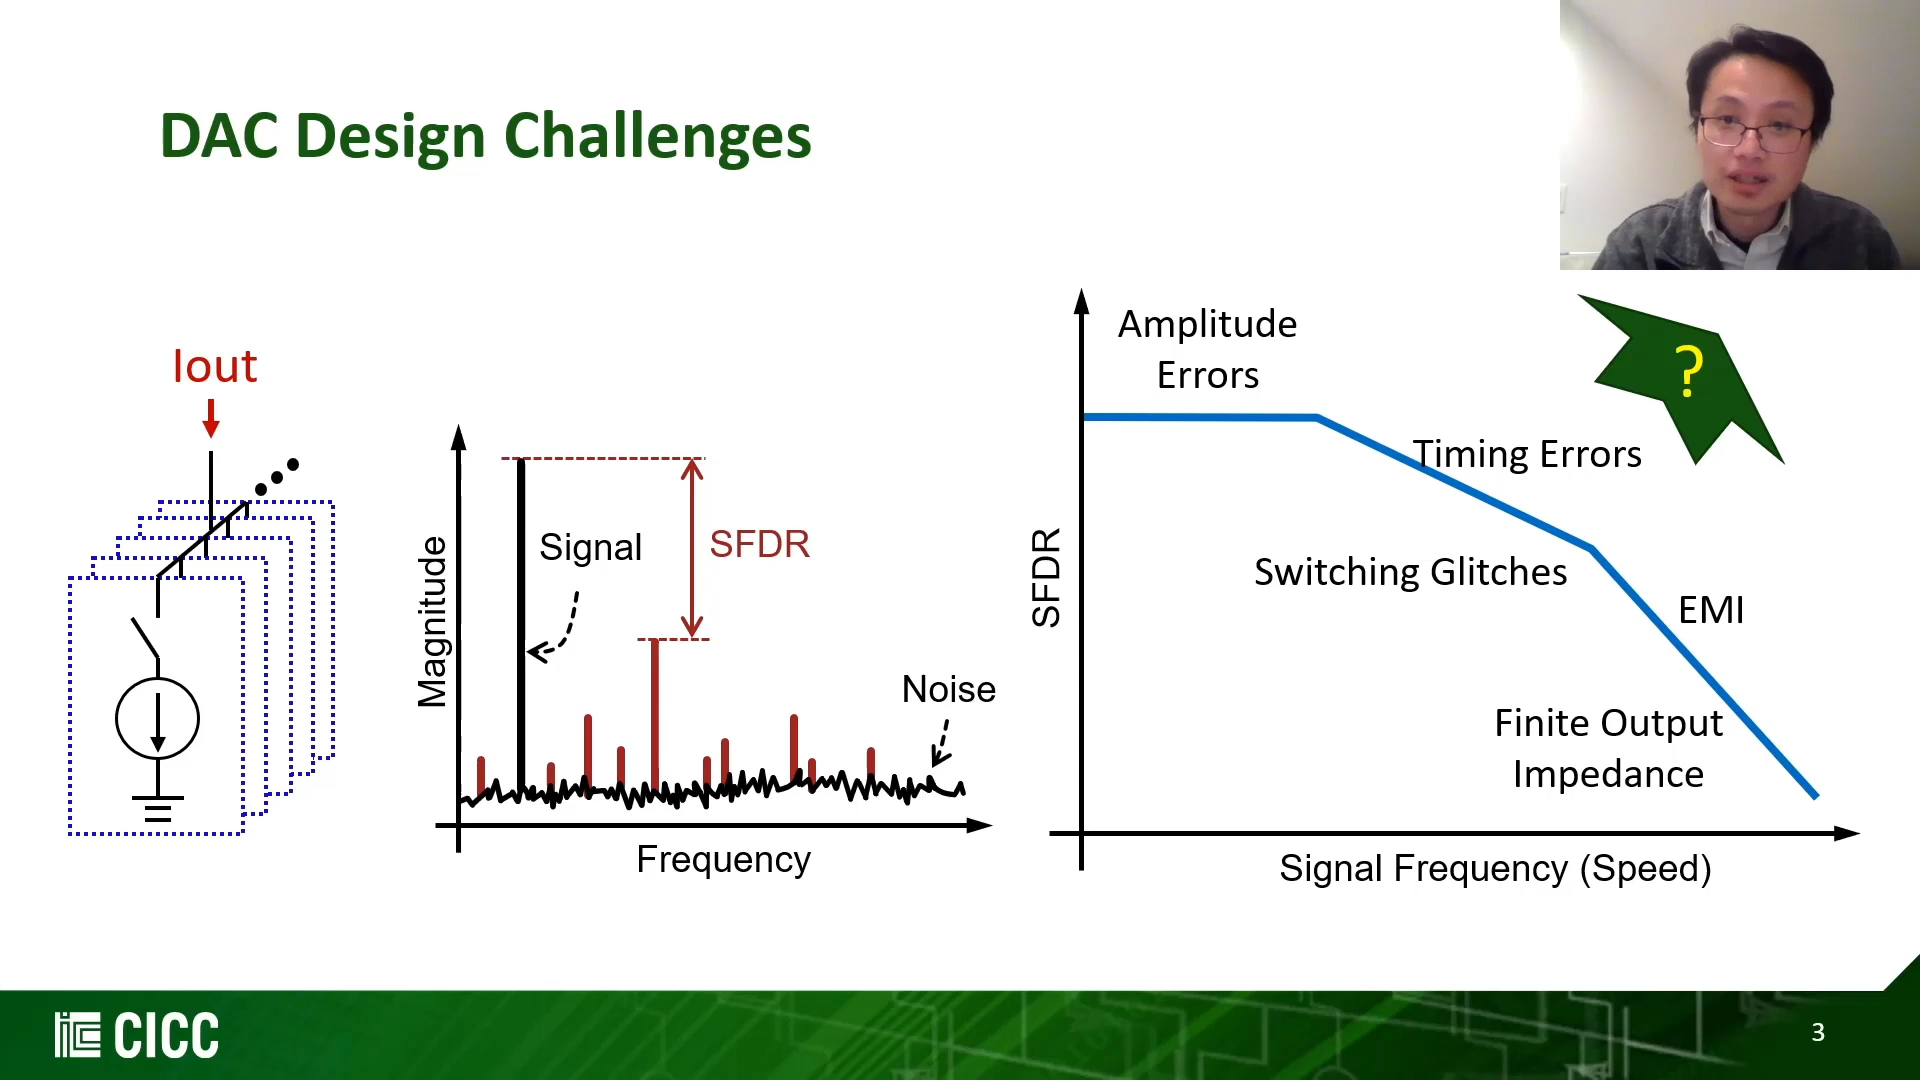 DAC Design Challenges
Iout
Magnitude
Signal
SFDR
Noise
Frequency
SFDR
Amplitude
Errors
?
Timing Errors
Switching Glitches
EMI
Finite Output
Impedance
Signal Frequency (Speed)
CICC
3